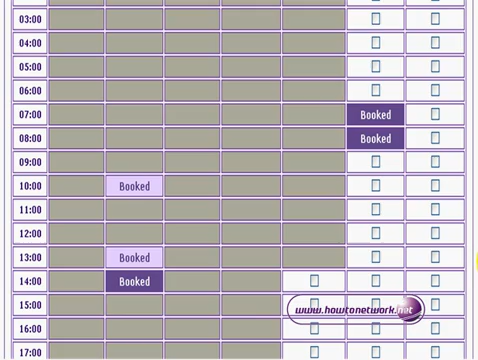 03:00
04:00
05:00
06:00
07:00 Booked
08:00 Booked
09:00
10:00 Booked
11:00
12:00
13:00 Booked
14:00 Booked
15:00
www.howtonetwork.net
16:00
17:00